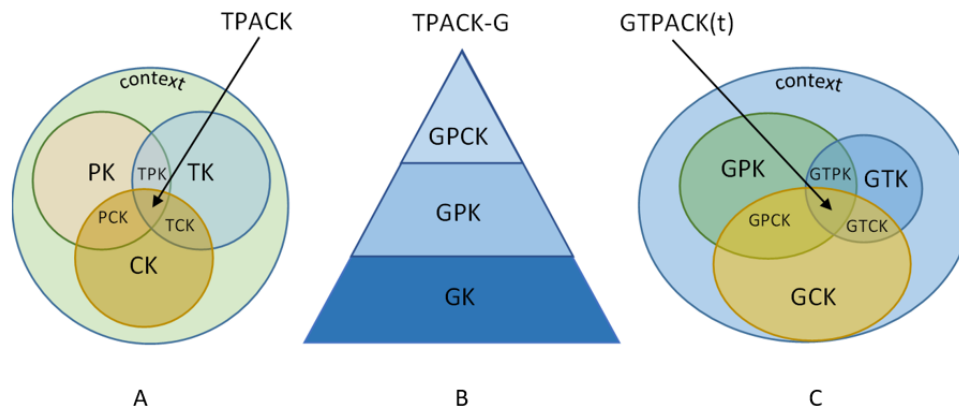 TPACK
TPACK-G
GTPACK(t)
context
PK
TPK
TK
PCK
TCK
CK
GPCK
GPK
GK
context
GPK
GTPK
GTK
GPCK
GTCK
GCK
A
B
C